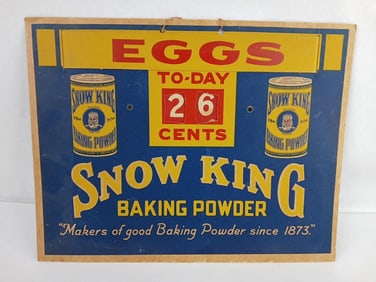 EGGS
TO-DAY
26
CENTS
SNOW KING
BAKING POWDER
SNOW KING
BAKING POWDER
SNOW KING
BAKING POWDER
"Makers of good Baking Powder since 1873."